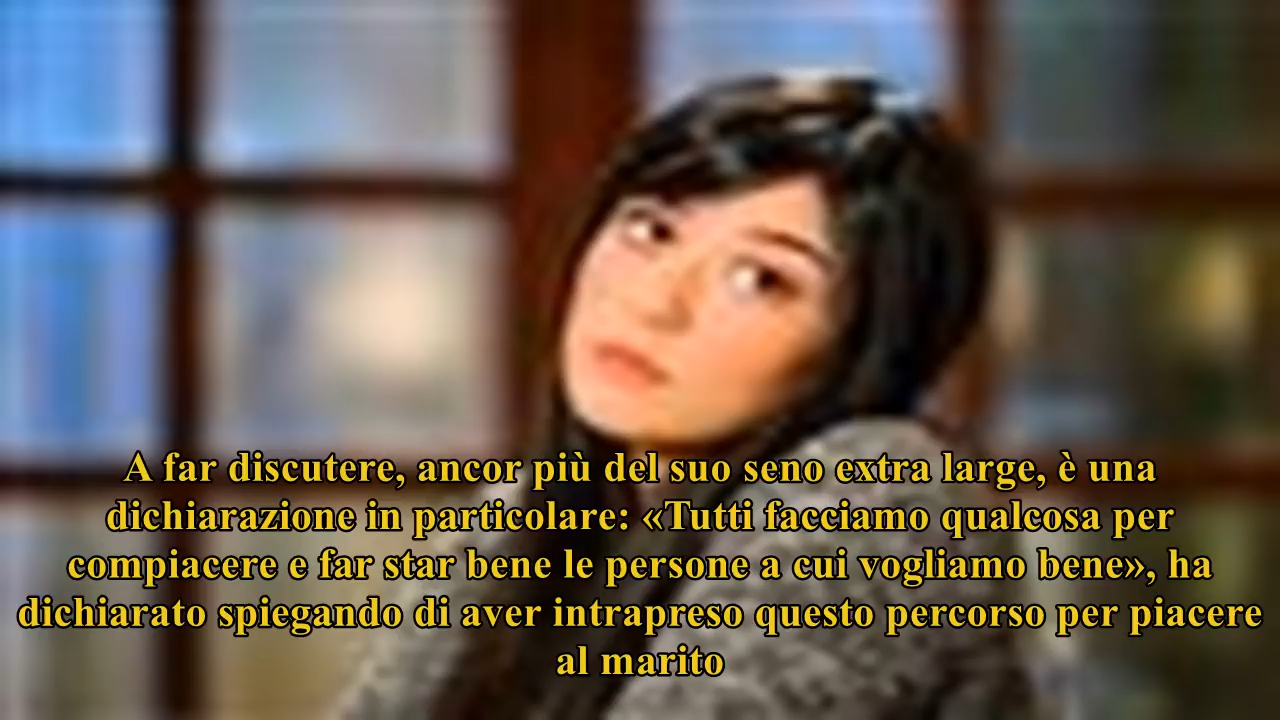 A far discutere, ancor più del suo seno extra large, è una
dichiarazione in particolare: «Tutti facciamo qualcosa per
compiacere e far star bene le persone a cui vogliamo bene», ha
dichiarato spiegando di aver intrapreso questo percorso per piacere
al marito